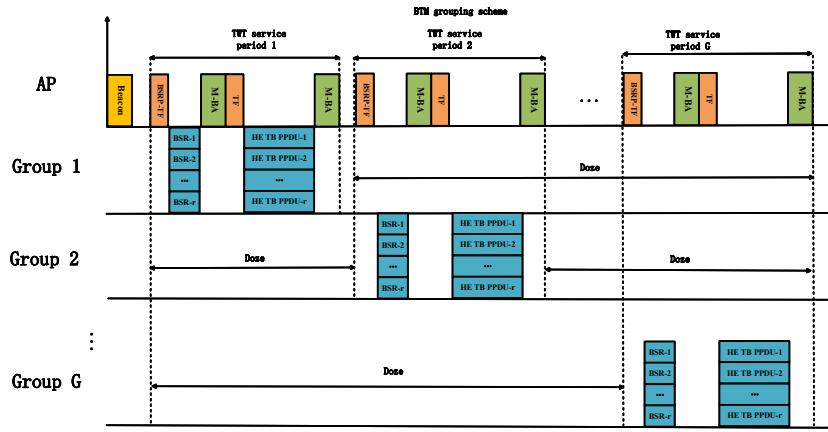 BTM grouping scheme
TWT service
period 1
TWT service
period 2
TWT service
period G
AP
Beacon
BSRP-TF
M-BA
TF
M-BA
BSRP-TF
M-BA
TF
M-BA
...
BSRP-TF
M-BA
TF
M-BA
Group 1
BSR-1
BSR-2
...
BSR-r
HE TB PPDU-1
HE TB PPDU-2
...
HE TB PPDU-r
Doze
Group 2
Doze
BSR-1
BSR-2
...
BSR-r
HE TB PPDU-1
HE TB PPDU-2
...
HE TB PPDU-r
Doze
...
Group G
Doze
BSR-1
BSR-2
...
BSR-r
HE TB PPDU-1
HE TB PPDU-2
...
HE TB PPDU-r